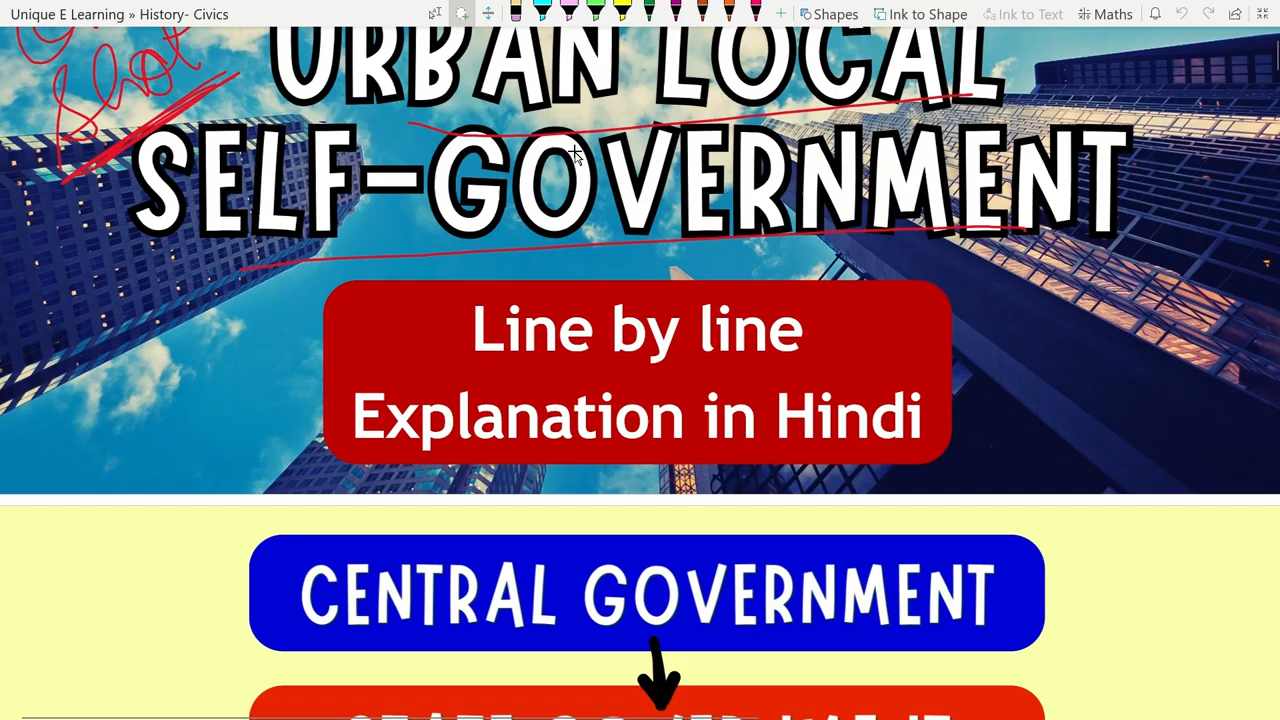 Unique E Learning » History- Civics
Shapes Ink to Shape Ink to Text Maths
Shot
URBAN LOCAL
SELF-GOVERNMENT
Line by line
Explanation in Hindi
CENTRAL GOVERNMENT